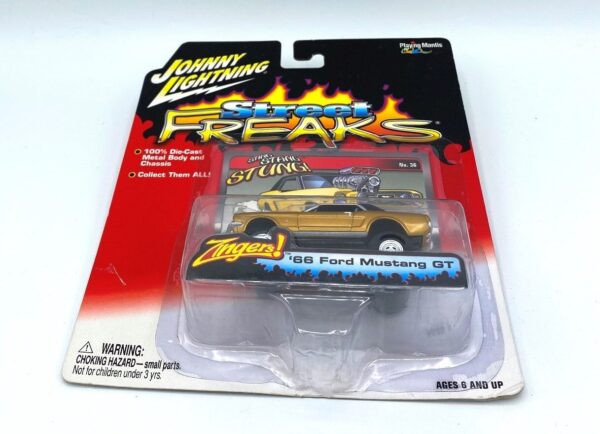 JOHNNY
LIGHTNING
Playing Mantis
Street
FREAKS
100% Die-Cast
Metal Body and
Chassis
Collect Them ALL!
STANG
STUNG!
No. 36
Zingers!
'66 Ford Mustang GT
WARNING:
CHOKING HAZARD—small parts.
Not for children under 3 yrs.
AGES 6 AND UP